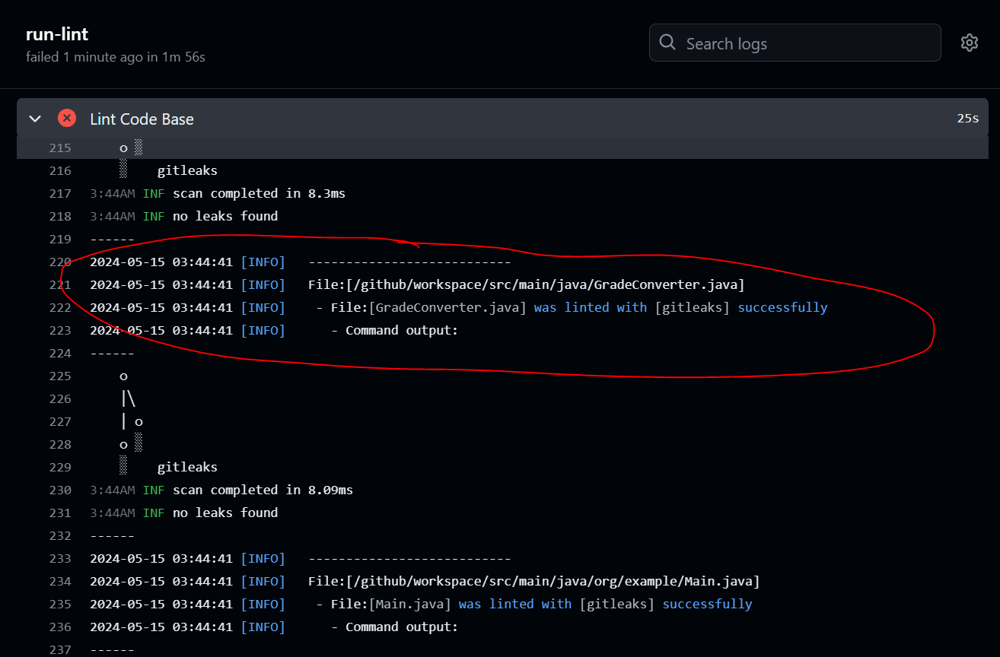 run-lint
failed 1 minute ago in 1m 56s
Search logs
Lint Code Base
25s
215 o ░
216 ░ gitleaks
217 3:44AM INF scan completed in 8.3ms
218 3:44AM INF no leaks found
219 ------
220 2024-05-15 03:44:41 [INFO] ---------------------------
221 2024-05-15 03:44:41 [INFO] File:[/github/workspace/src/main/java/GradeConverter.java]
222 2024-05-15 03:44:41 [INFO] - File:[GradeConverter.java] was linted with [gitleaks] successfully
223 2024-05-15 03:44:41 [INFO] - Command output:
224 ------
225 o
226 |\
227 | o
228 o ░
229 ░ gitleaks
230 3:44AM INF scan completed in 8.09ms
231 3:44AM INF no leaks found
232 ------
233 2024-05-15 03:44:41 [INFO] ---------------------------
234 2024-05-15 03:44:41 [INFO] File:[/github/workspace/src/main/java/org/example/Main.java]
235 2024-05-15 03:44:41 [INFO] - File:[Main.java] was linted with [gitleaks] successfully
236 2024-05-15 03:44:41 [INFO] - Command output:
237 ------